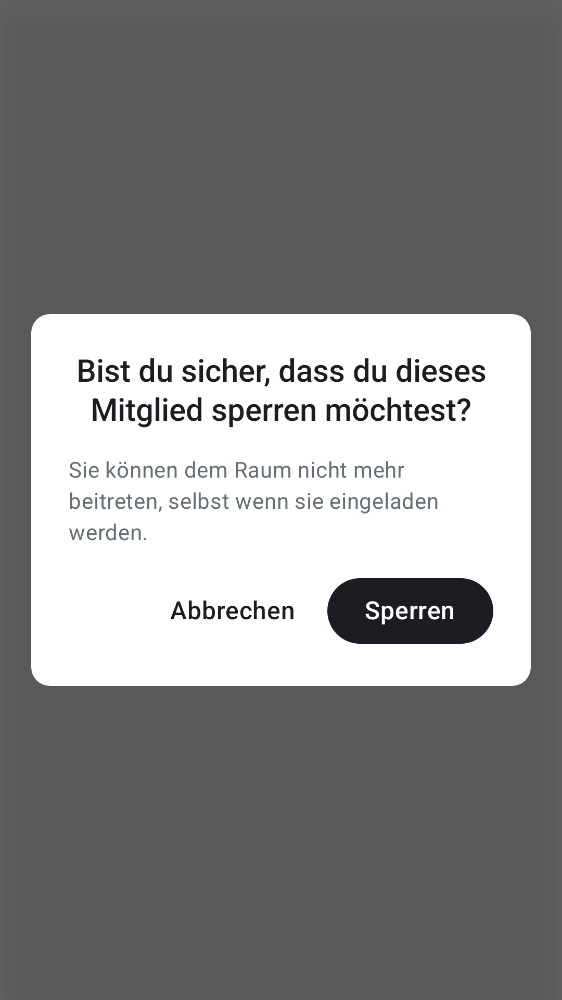 Bist du sicher, dass du dieses
Mitglied sperren möchtest?
Sie können dem Raum nicht mehr
beitreten, selbst wenn sie eingeladen
werden.
Abbrechen
Sperren